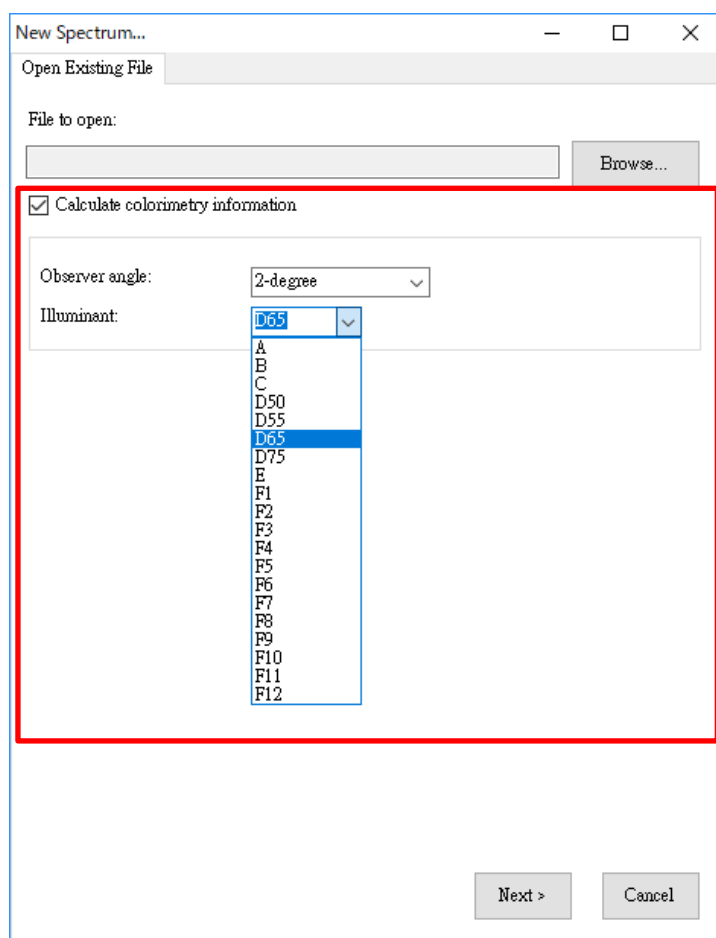 New Spectrum...
Open Existing File
File to open:
Browse...
Calculate colorimetry information
Observer angle: 2-degree
Illuminant: D65
A
B
C
D50
D55
D65
D75
E
F1
F2
F3
F4
F5
F6
F7
F8
F9
F10
F11
F12
Next > Cancel